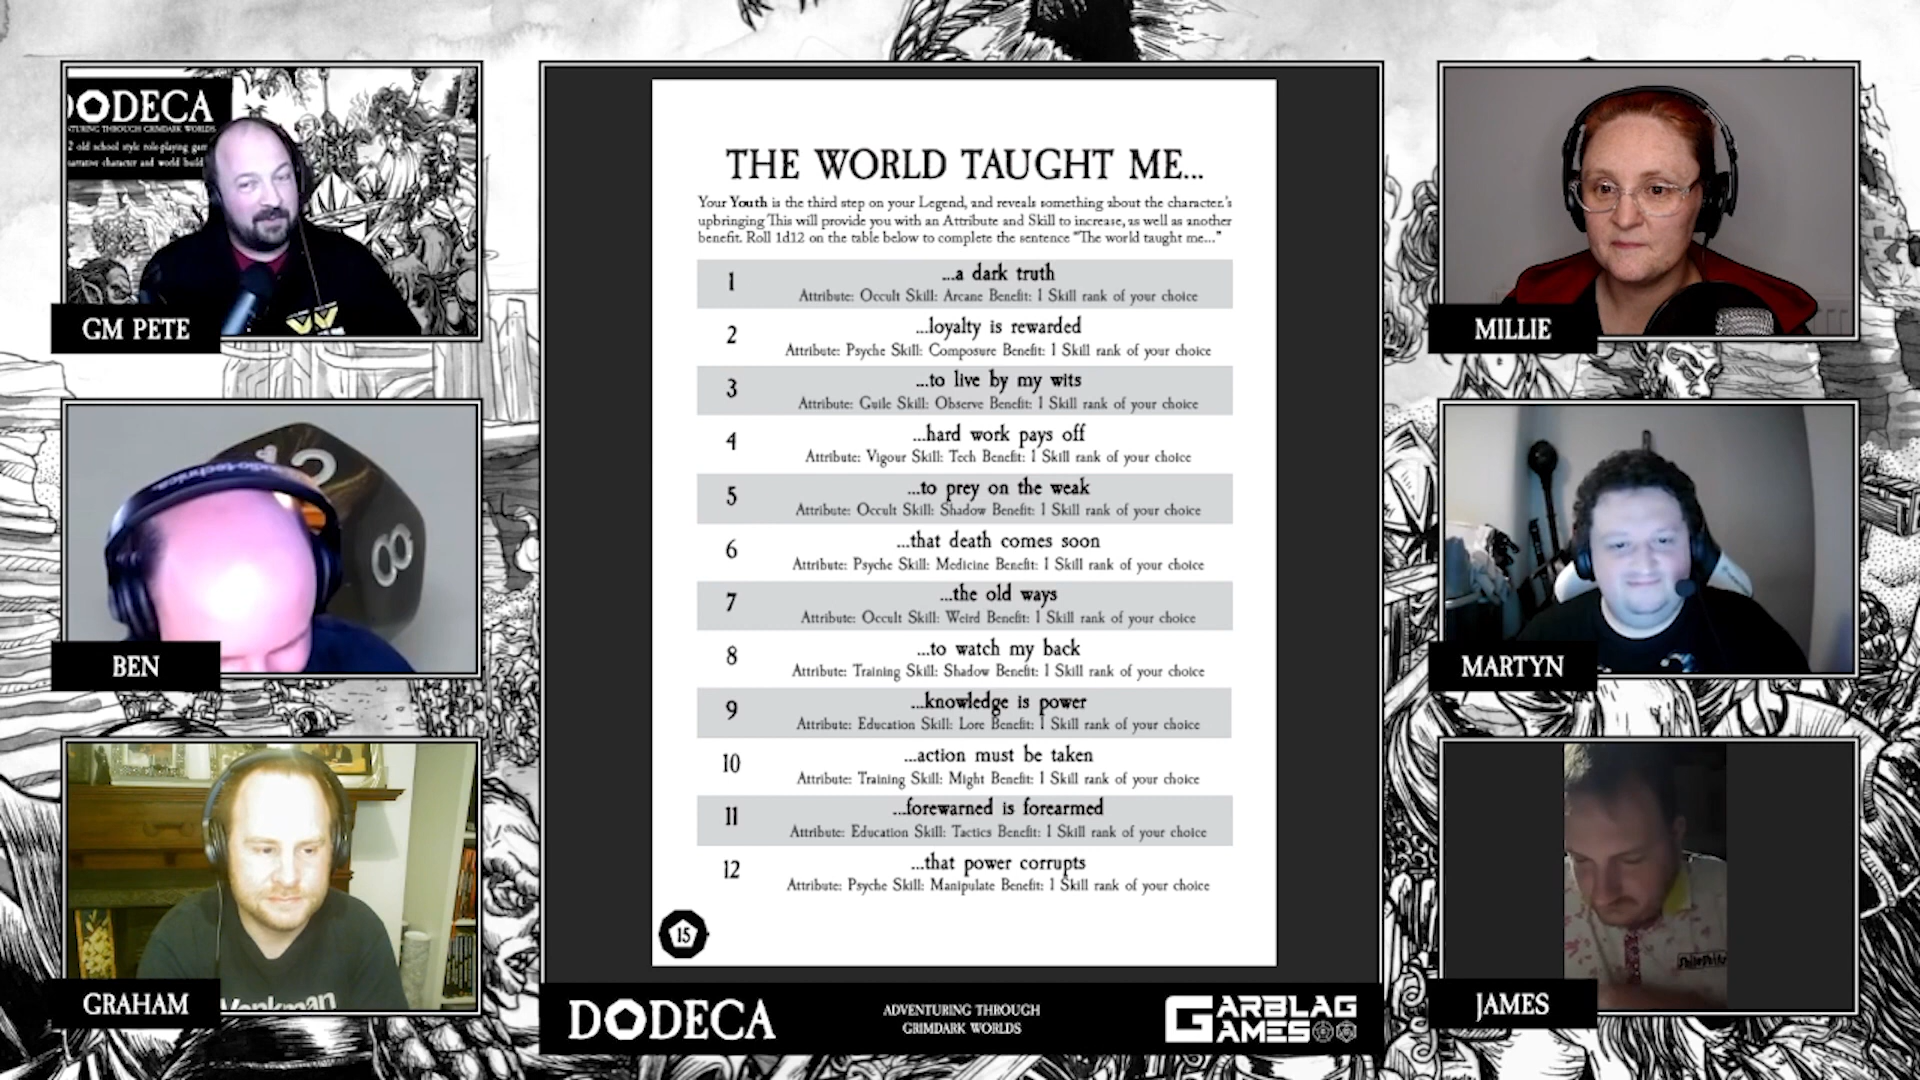 DODECA
GM PETE
BEN
8
GRAHAM
Venkman
THE WORLD TAUGHT ME...
Your Youth is the third step on your Legend, and reveals something about the character.'s
upbringing This will provide you with an Attribute and Skill to increase, as well as another
benefit. Roll 1d12 on the table below to complete the sentence "The world taught me..."
1 ...a dark truth
Attribute: Occult Skill: Arcane Benefit: 1 Skill rank of your choice
2 ...loyalty is rewarded
Attribute: Psyche Skill: Composure Benefit: 1 Skill rank of your choice
3 ...to live by my wits
Attribute: Guile Skill: Observe Benefit: 1 Skill rank of your choice
4 ...hard work pays off
Attribute: Vigour Skill: Tech Benefit: 1 Skill rank of your choice
5 ...to prey on the weak
Attribute: Occult Skill: Shadow Benefit: 1 Skill rank of your choice
6 ...that death comes soon
Attribute: Psyche Skill: Medicine Benefit: 1 Skill rank of your choice
7 ...the old ways
Attribute: Occult Skill: Weird Benefit: 1 Skill rank of your choice
8 ...to watch my back
Attribute: Training Skill: Shadow Benefit: 1 Skill rank of your choice
9 ...knowledge is power
Attribute: Education Skill: Lore Benefit: 1 Skill rank of your choice
10 ...action must be taken
Attribute: Training Skill: Might Benefit: 1 Skill rank of your choice
11 ...forewarned is forearmed
Attribute: Education Skill: Tactics Benefit: 1 Skill rank of your choice
12 ...that power corrupts
Attribute: Psyche Skill: Manipulate Benefit: 1 Skill rank of your choice
15
DODECA
ADVENTURING THROUGH
GRIMDARK WORLDS
GARBLAG
GAMES
MILLIE
MARTYN
JAMES